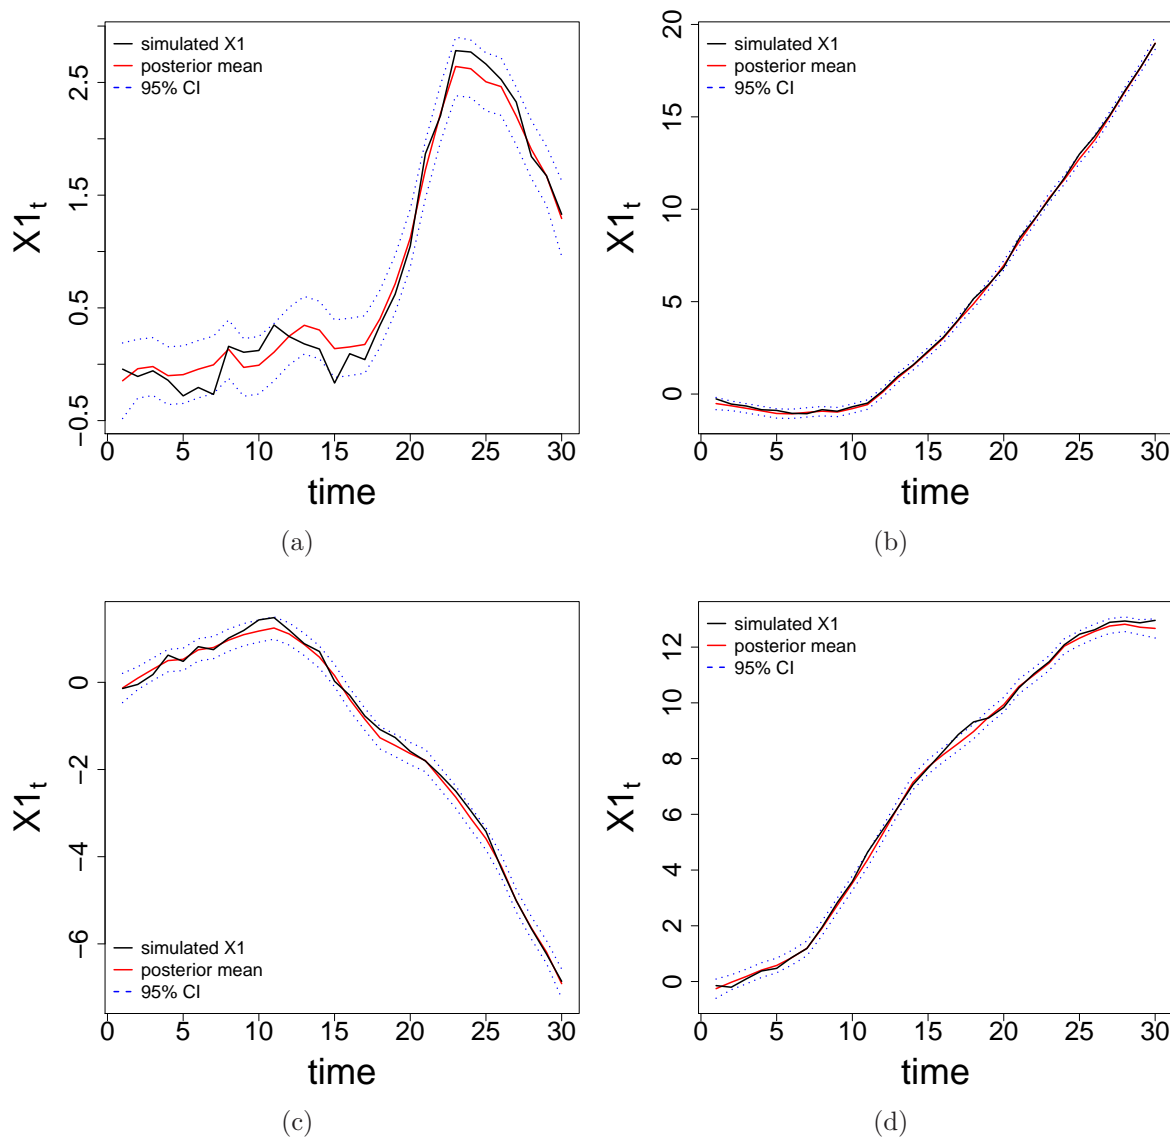 simulated X1
posterior mean
95% CI
X1t
−0.5 0.5 1.5 2.5
0 5 10 15 20 25 30
time
(a)
simulated X1
posterior mean
95% CI
X1t
0 5 10 15 20
0 5 10 15 20 25 30
time
(b)
simulated X1
posterior mean
95% CI
X1t
−6 −4 −2 0
0 5 10 15 20 25 30
time
(c)
simulated X1
posterior mean
95% CI
X1t
0 2 4 6 8 10 12
0 5 10 15 20 25 30
time
(d)